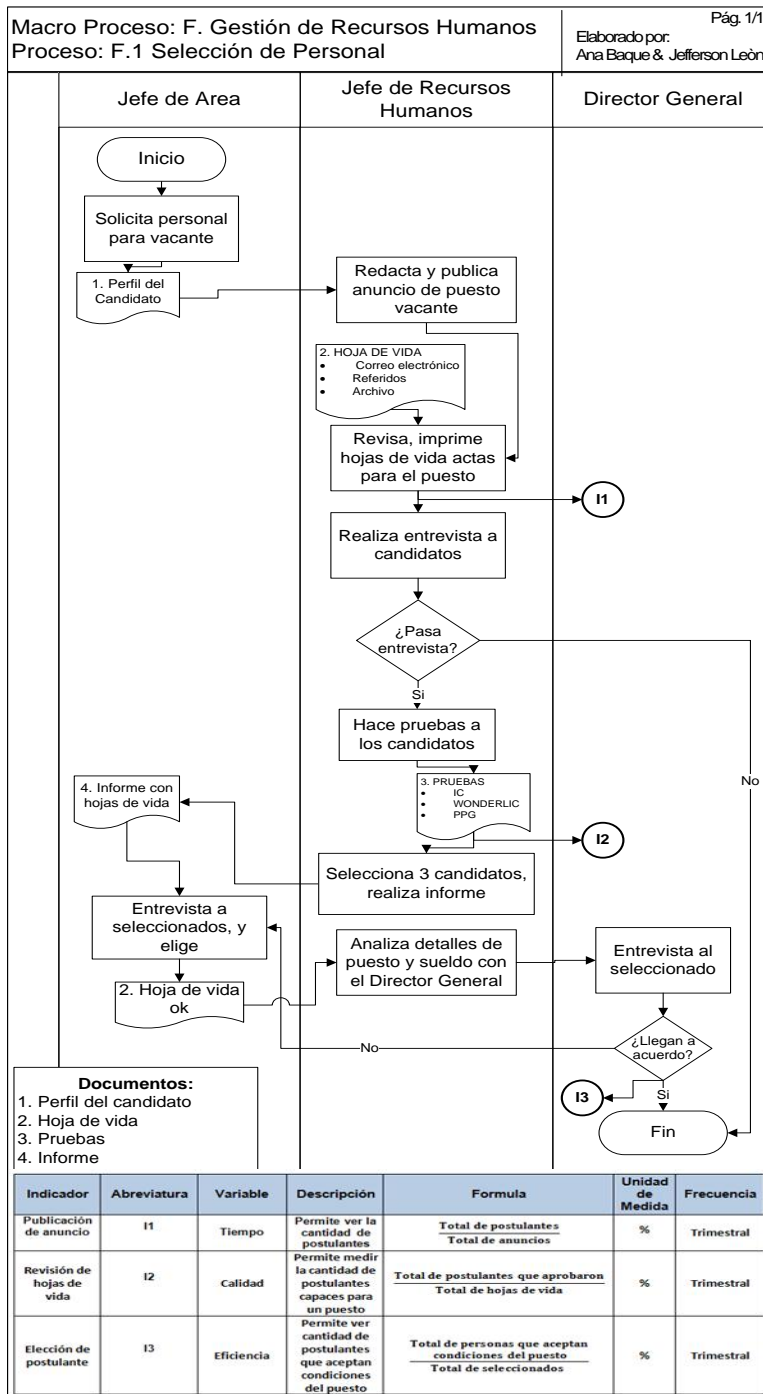 Macro Proceso: F. Gestión de Recursos Humanos
Proceso: F.1 Selección de Personal
Pág. 1/1
Elaborado por:
Ana Baque & Jefferson Leòn
Jefe de Area
Jefe de Recursos
Humanos
Director General
Inicio
Solicita personal
para vacante
1. Perfil del
Candidato
Redacta y publica
anuncio de puesto
vacante
2. HOJA DE VIDA
• Correo electrónico
• Referidos
• Archivo
Revisa, imprime
hojas de vida actas
para el puesto
I1
Realiza entrevista a
candidatos
¿Pasa
entrevista?
Si
No
Hace pruebas a
los candidatos
3. PRUEBAS
• IC
• WONDERLIC
• PPG
I2
4. Informe con
hojas de vida
Selecciona 3 candidatos,
realiza informe
Entrevista a
seleccionados, y
elige
2. Hoja de vida
ok
Analiza detalles de
puesto y sueldo con
el Director General
Entrevista al
seleccionado
¿Llegan a
acuerdo?
No
I3
Si
Fin
Documentos:
1. Perfil del candidato
2. Hoja de vida
3. Pruebas
4. Informe
Indicador
Abreviatura
Variable
Descripción
Formula
Unidad
de
Medida
Frecuencia
Publicación
de anuncio
I1
Tiempo
Permite ver la
cantidad de
postulantes
Total de postulantes
Total de anuncios
%
Trimestral
Revisión de
hojas de
vida
I2
Calidad
Permite medir
la cantidad de
postulantes
capaces para
un puesto
Total de postulantes que aprobaron
Total de hojas de vida
%
Trimestral
Elección de
postulante
I3
Eficiencia
Permite ver
cantidad de
postulantes
que aceptan
condiciones
del puesto
Total de personas que aceptan
condiciones del puesto
Total de seleccionados
%
Trimestral